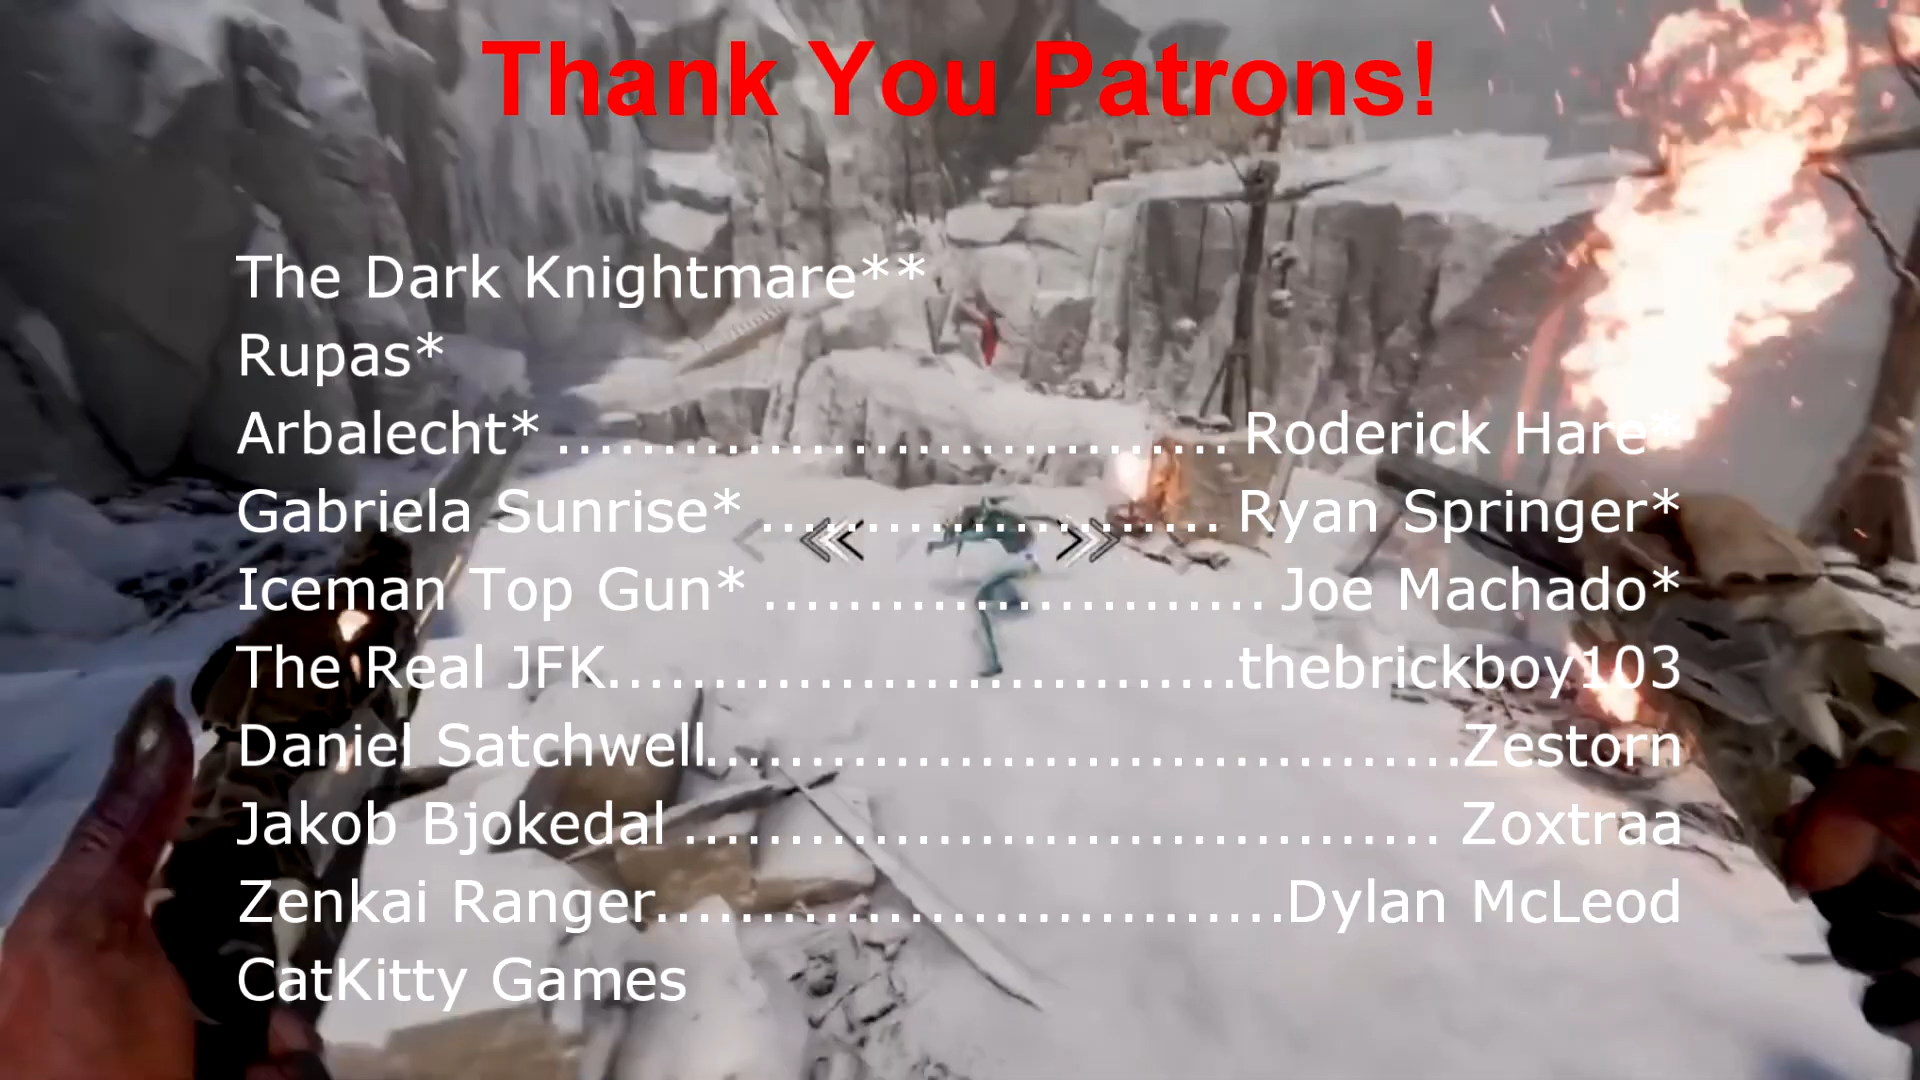 Thank You Patrons!
The Dark Knightmare**
Rupas*
Arbalecht* ................................ Roderick Hare*
Gabriela Sunrise* ...................... Ryan Springer*
Iceman Top Gun* ........................ Joe Machado*
The Real JFK..............................thebrickboy103
Daniel Satchwell....................................Zestorn
Jakob Bjokedal .................................... Zoxtraa
Zenkai Ranger..............................Dylan McLeod
CatKitty Games